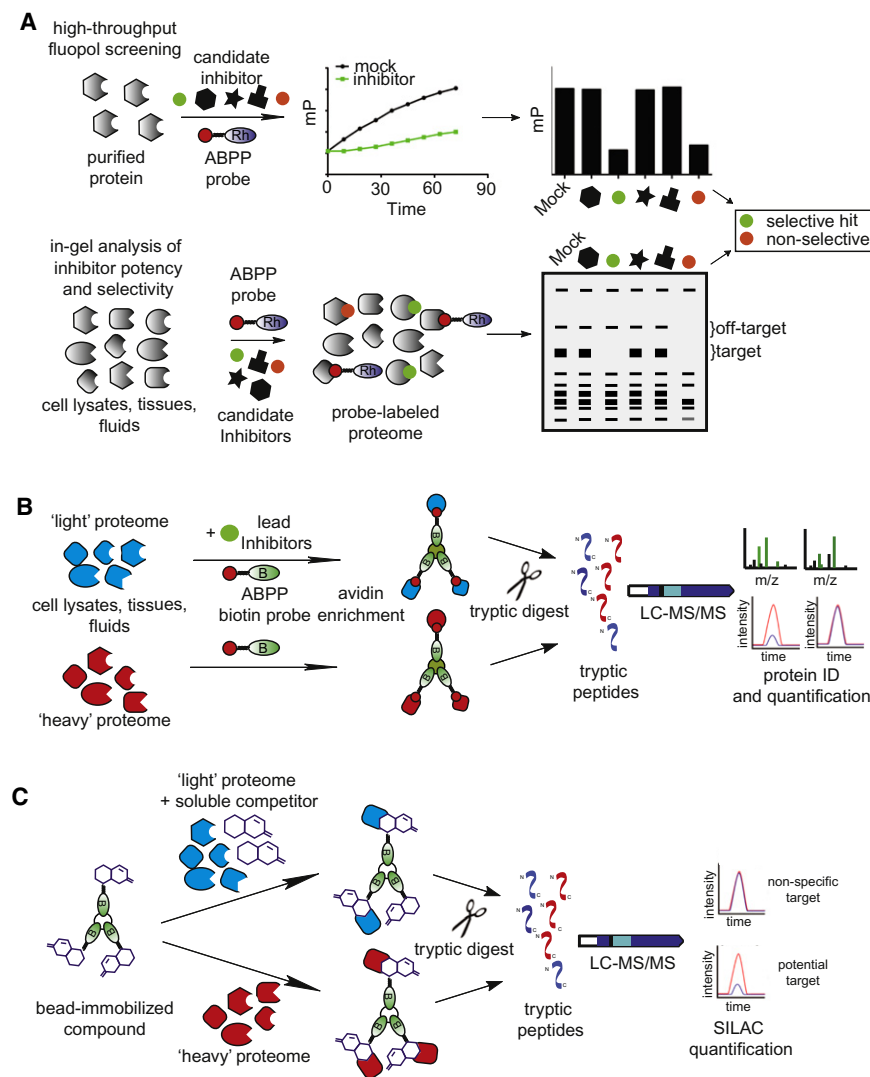 A
high-throughput
fluopol screening
candidate
inhibitor
Rh
ABPP
probe
purified
protein
mP
mock
inhibitor
0
30
60
90
Time
mP
Mock
selective hit
non-selective
in-gel analysis of
inhibitor potency
and selectivity
cell lysates, tissues,
fluids
ABPP
probe
Rh
candidate
Inhibitors
Rh
Rh
probe-labeled
proteome
Mock
}off-target
}target
B
'light' proteome
cell lysates, tissues,
fluids
'heavy' proteome
+ lead
Inhibitors
B
ABPP
biotin probe
B
avidin
enrichment
B
B
B
B
B
B
tryptic digest
N
C
N
C
N
C
N
C
N
C
N
C
tryptic
peptides
LC-MS/MS
m/z
m/z
intensity
time
intensity
time
protein ID
and quantification
C
'light' proteome
+ soluble competitor
B
B
B
bead-immobilized
compound
'heavy' proteome
B
B
B
B
B
B
tryptic digest
N
C
N
C
N
C
N
C
N
C
N
C
tryptic
peptides
LC-MS/MS
intensity
time
non-specific
target
intensity
time
potential
target
SILAC
quantification